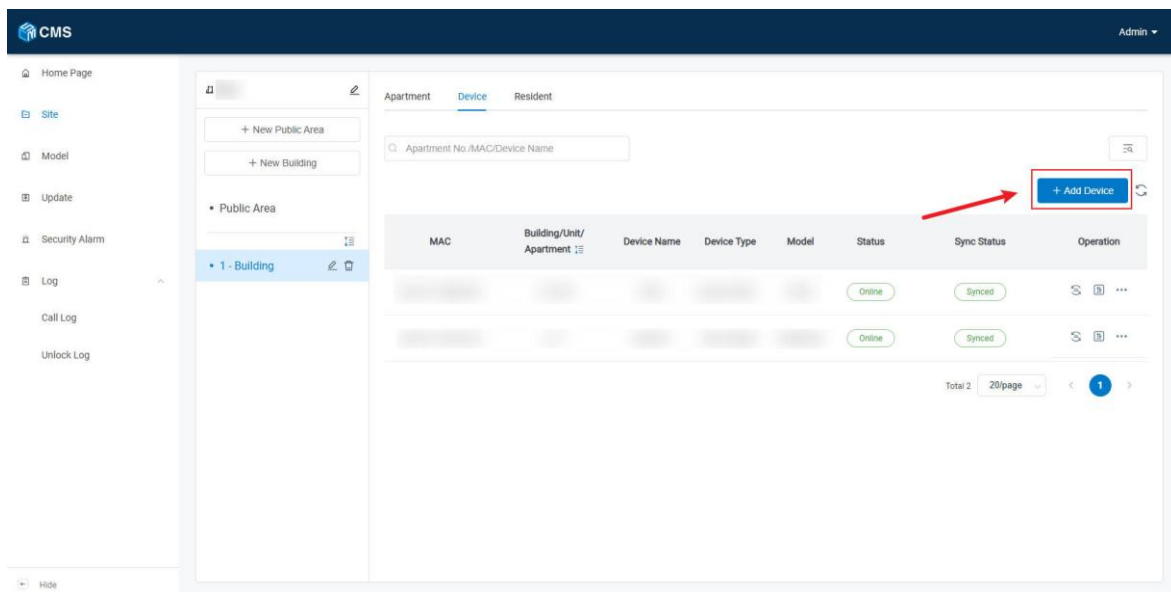 CMS
Admin
Home Page
Site
Model
Update
Security Alarm
Log
Call Log
Unlock Log
Hide
+ New Public Area
+ New Building
• Public Area
• 1 - Building
Apartment Device Resident
Apartment No./MAC/Device Name
+ Add Device
MAC Building/Unit/ Device Name Device Type Model Status Sync Status Operation
Apartment
Online Synced
Online Synced
Total 2 20/page 1